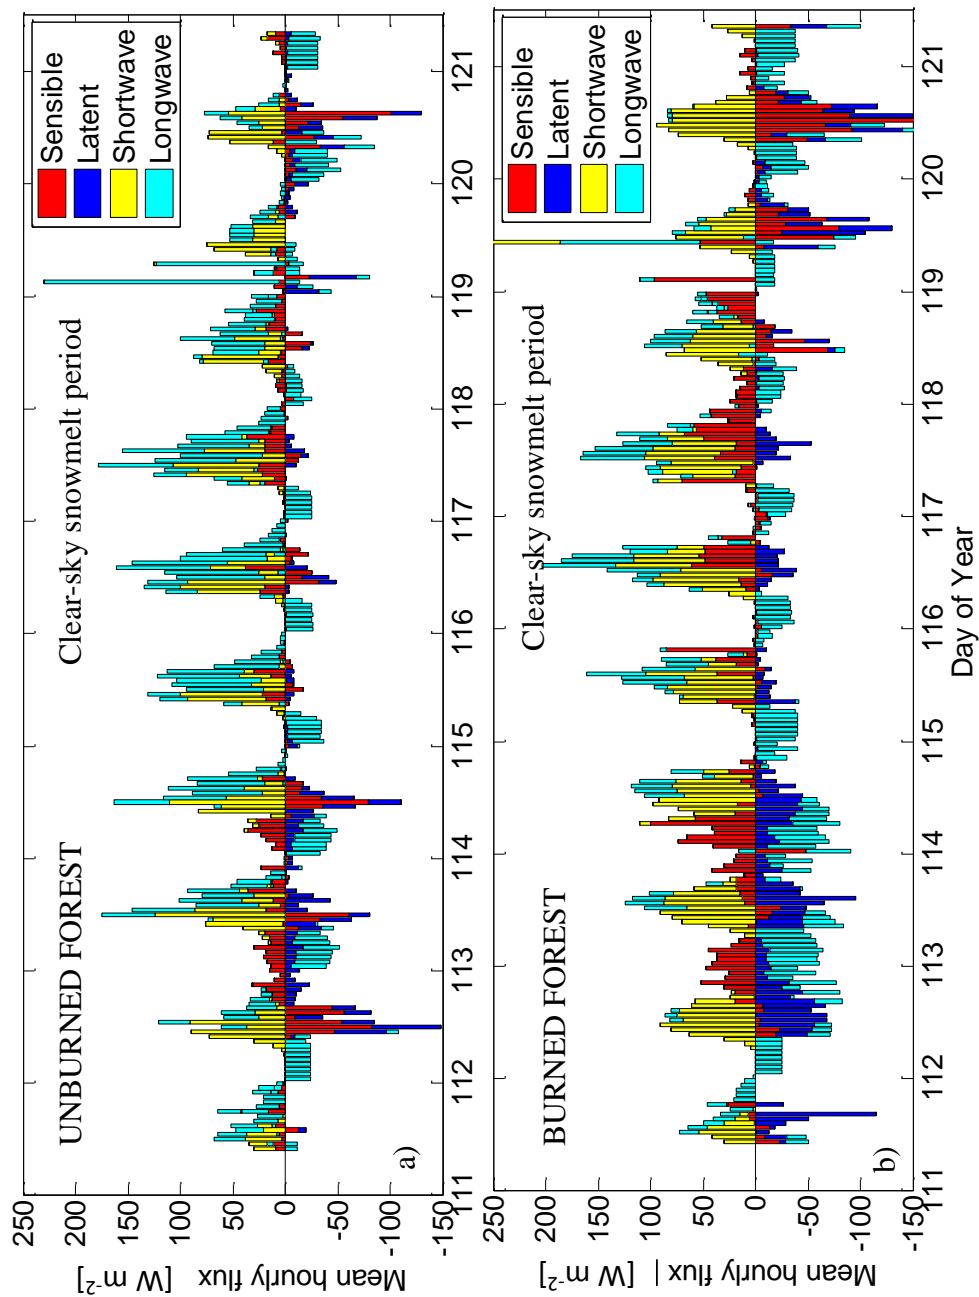 UNBURNED FOREST
Clear-sky snowmelt period
Sensible
Latent
Shortwave
Longwave
a)
Mean hourly flux
[W m⁻²]
250
200
150
100
50
0
-50
-100
-150
111
112
113
114
115
116
117
118
119
120
121
BURNED FOREST
Clear-sky snowmelt period
Sensible
Latent
Shortwave
Longwave
b)
Mean hourly flux |
[W m⁻²]
250
200
150
100
50
0
-50
-100
-150
111
112
113
114
115
116
117
118
119
120
121
Day of Year